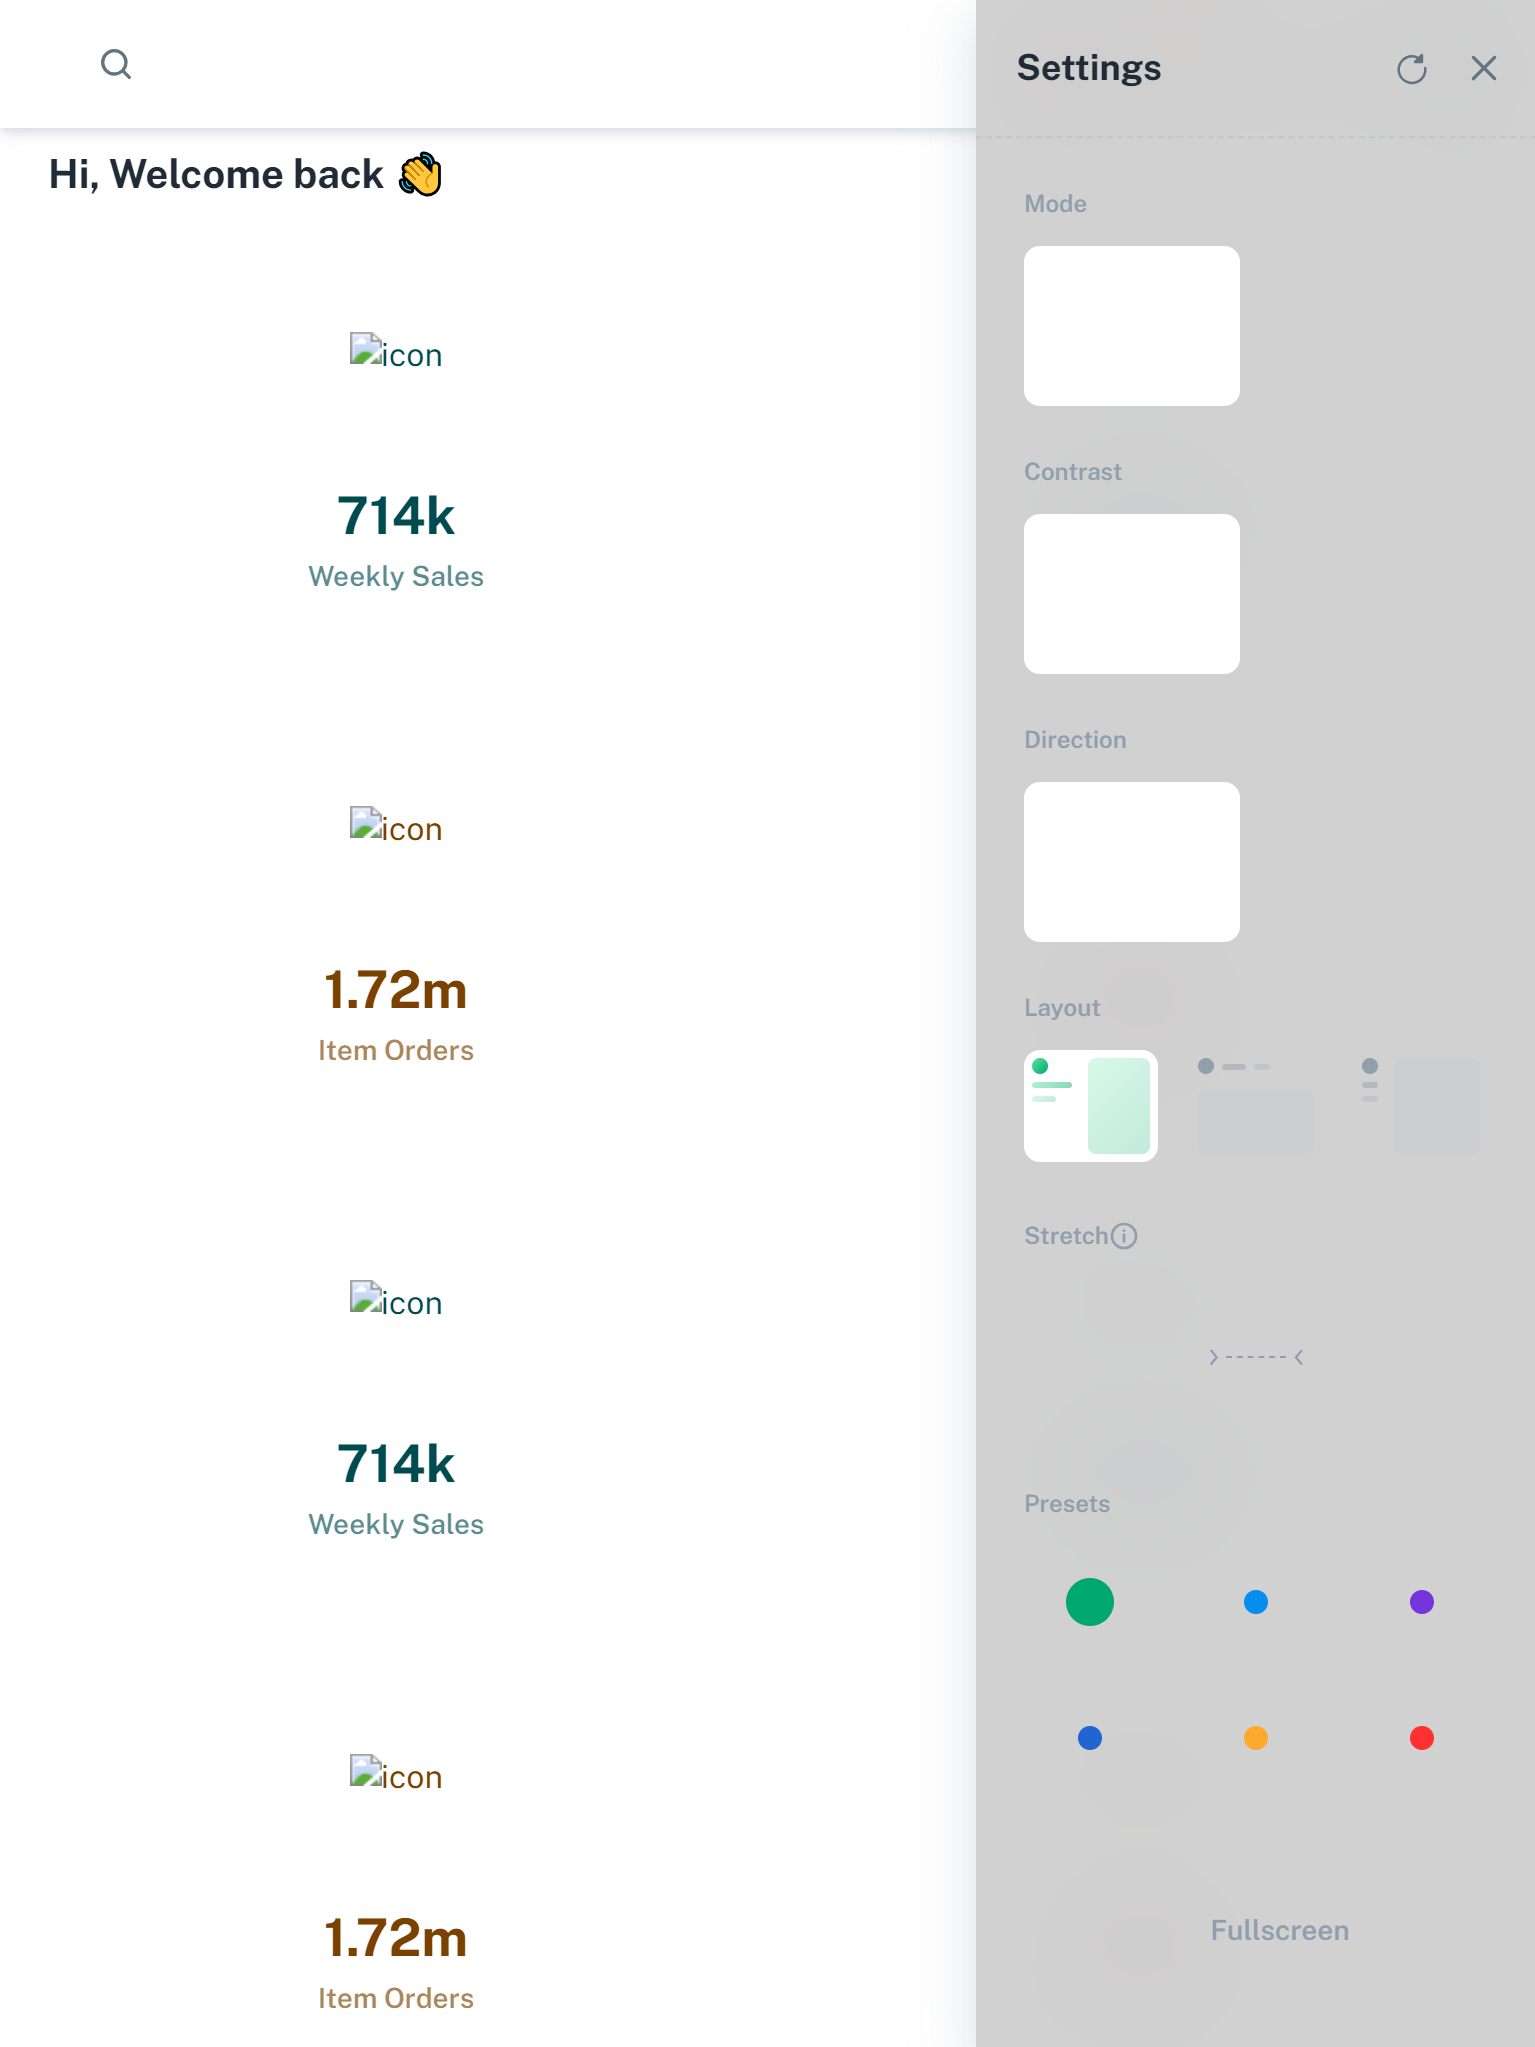 Hi, Welcome back 👋
icon
714k
Weekly Sales
icon
1.72m
Item Orders
icon
714k
Weekly Sales
icon
1.72m
Item Orders
Settings
Mode
Contrast
Direction
Layout
Stretch
Presets
Fullscreen